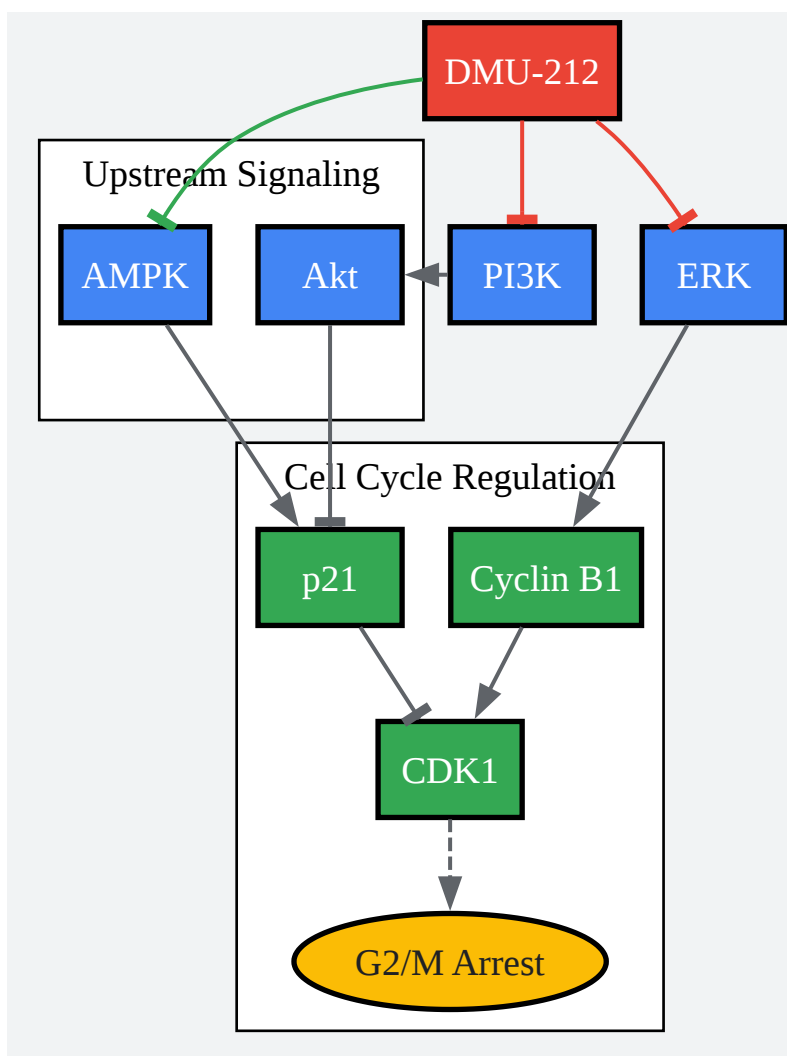 DMU-212
Upstream Signaling
AMPK
Akt
PI3K
ERK
Cell Cycle Regulation
p21
Cyclin B1
CDK1
G2/M Arrest